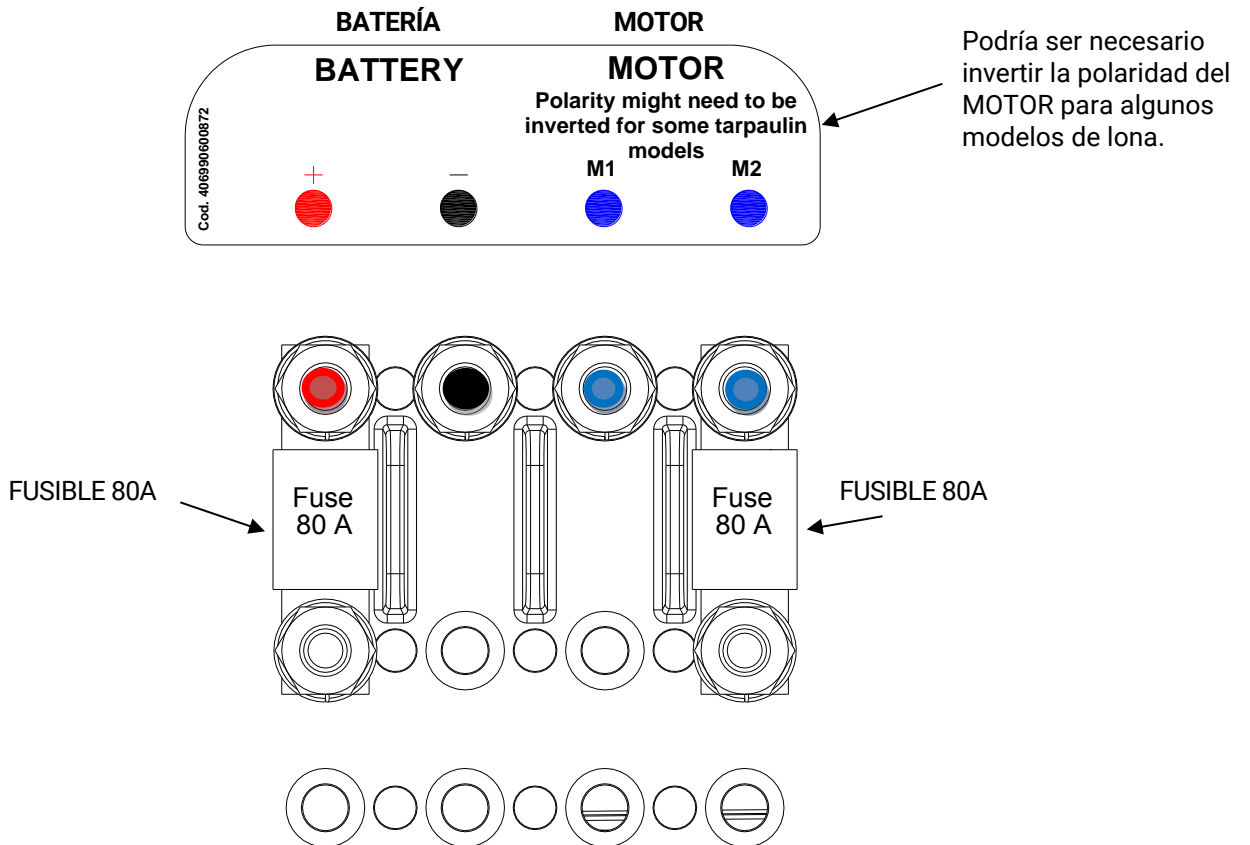 BATERÍA MOTOR
BATTERY MOTOR
Polarity might need to be
inverted for some tarpaulin
models
Cod. 406990600872
+ – M1 M2
Podría ser necesario
invertir la polaridad del
MOTOR para algunos
modelos de lona.
FUSIBLE 80A
Fuse
80 A
Fuse
80 A
FUSIBLE 80A